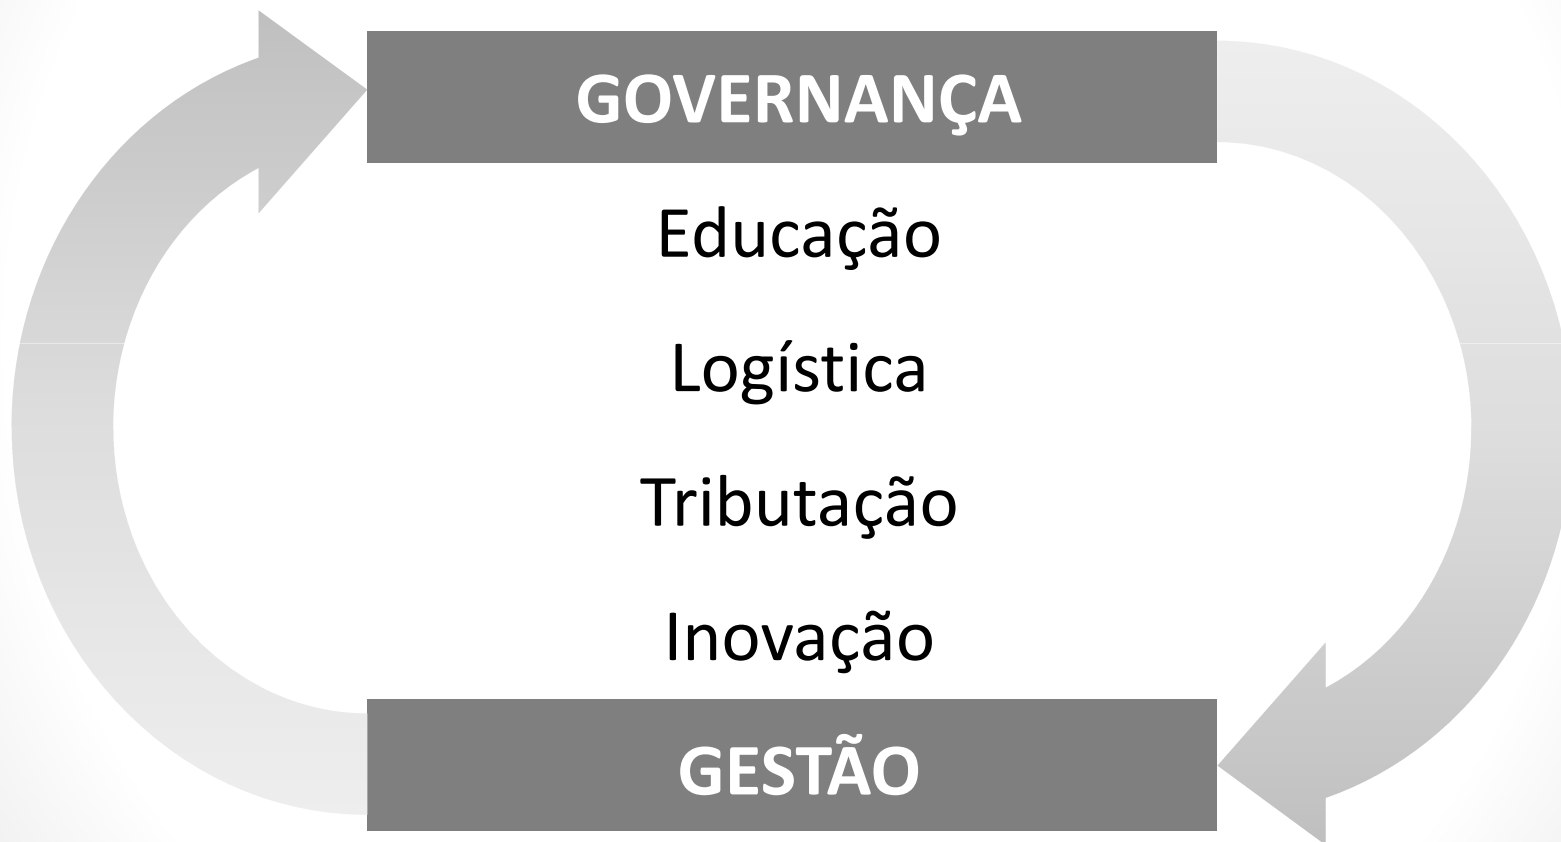 GOVERNANÇA
Educação
Logística
Tributação
Inovação
GESTÃO